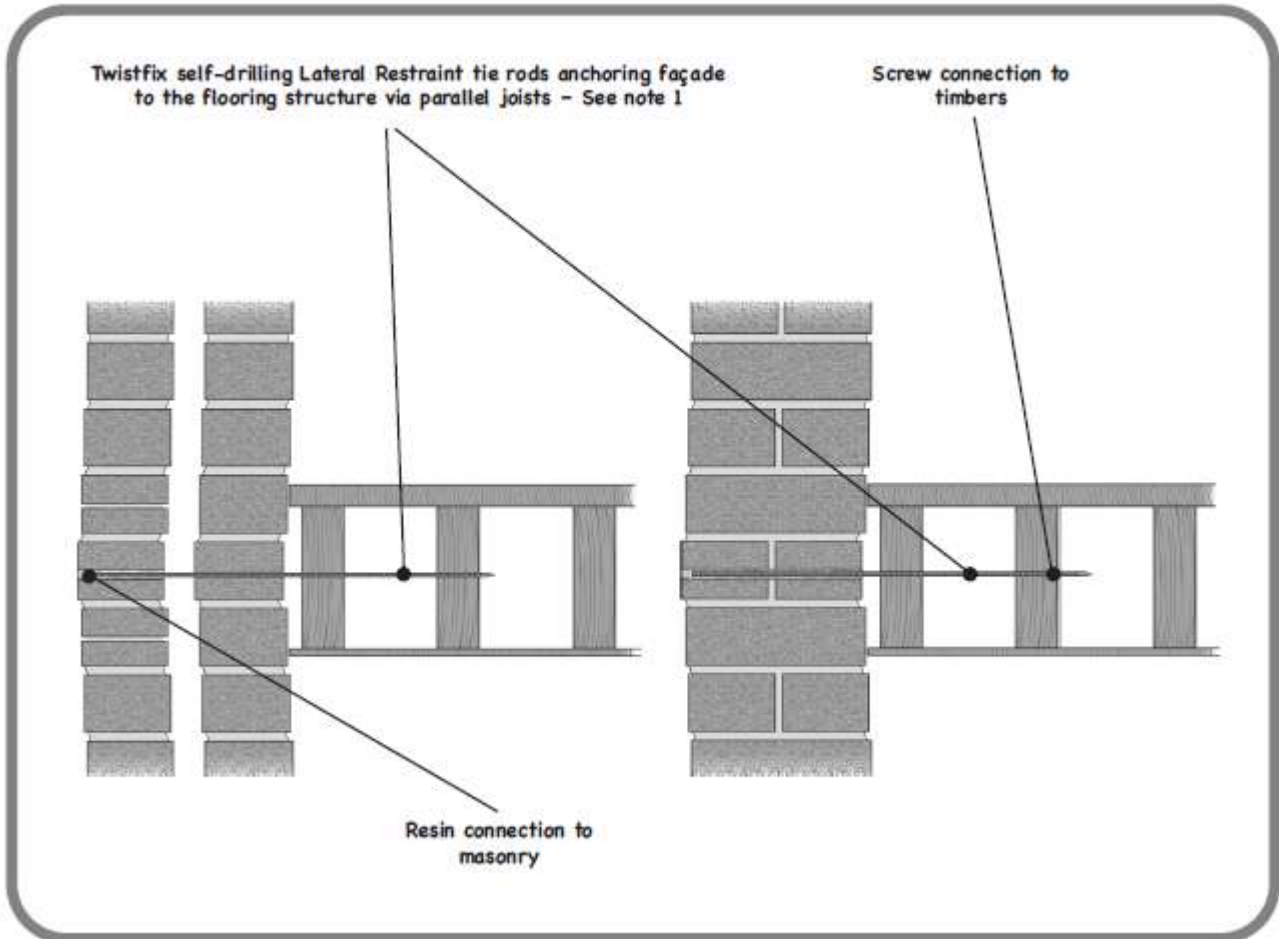 Twistfix self-drilling Lateral Restraint tie rods anchoring façade
to the flooring structure via parallel joists - See note 1
Screw connection to
timbers
Resin connection to
masonry